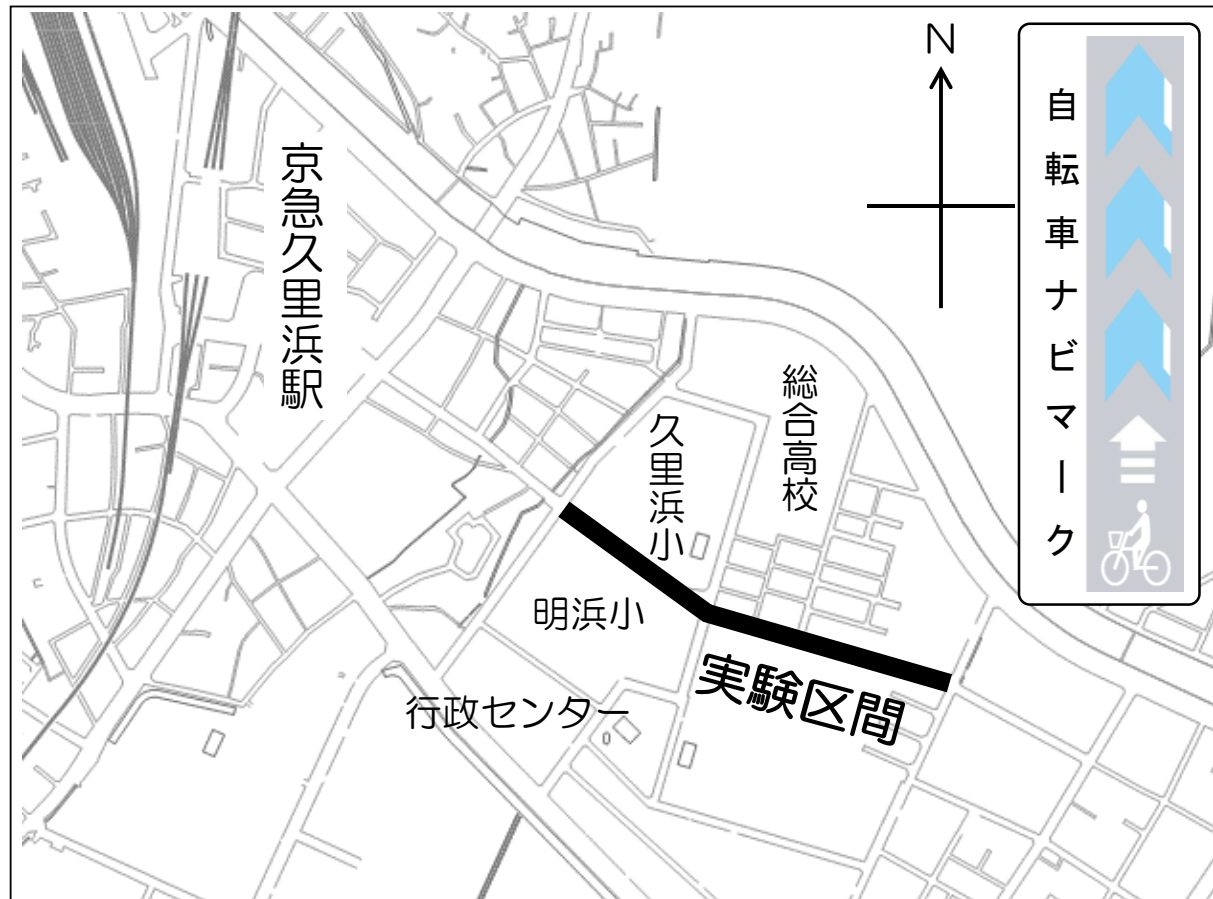 京急久里浜駅
久里浜小
総合高校
明浜小
実験区間
行政センター
N
自転車ナビマーク